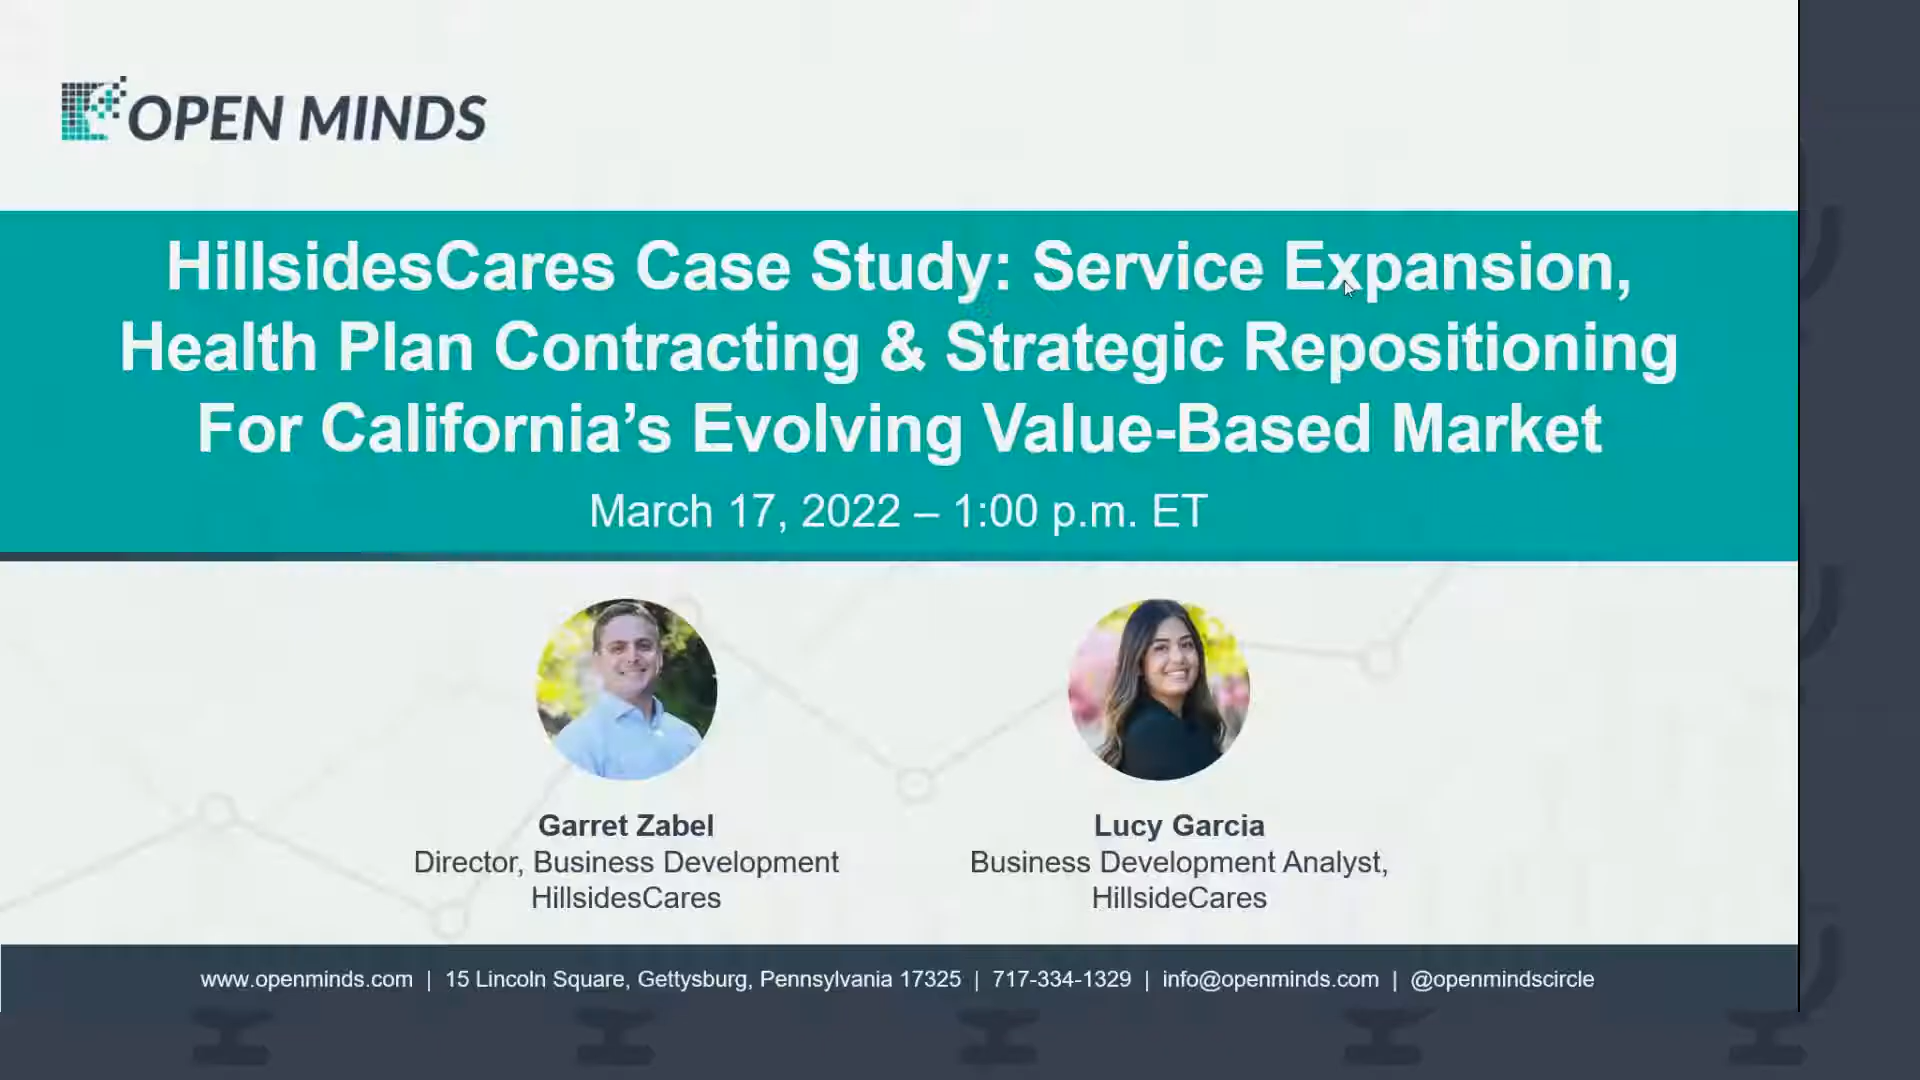 OPEN MINDS
HillsidesCares Case Study: Service Expansion,
Health Plan Contracting & Strategic Repositioning
For California’s Evolving Value-Based Market
March 17, 2022 – 1:00 p.m. ET
Garret Zabel
Director, Business Development
HillsidesCares
Lucy Garcia
Business Development Analyst,
HillsideCares
www.openminds.com | 15 Lincoln Square, Gettysburg, Pennsylvania 17325 | 717-334-1329 | info@openminds.com | @openmindscircle